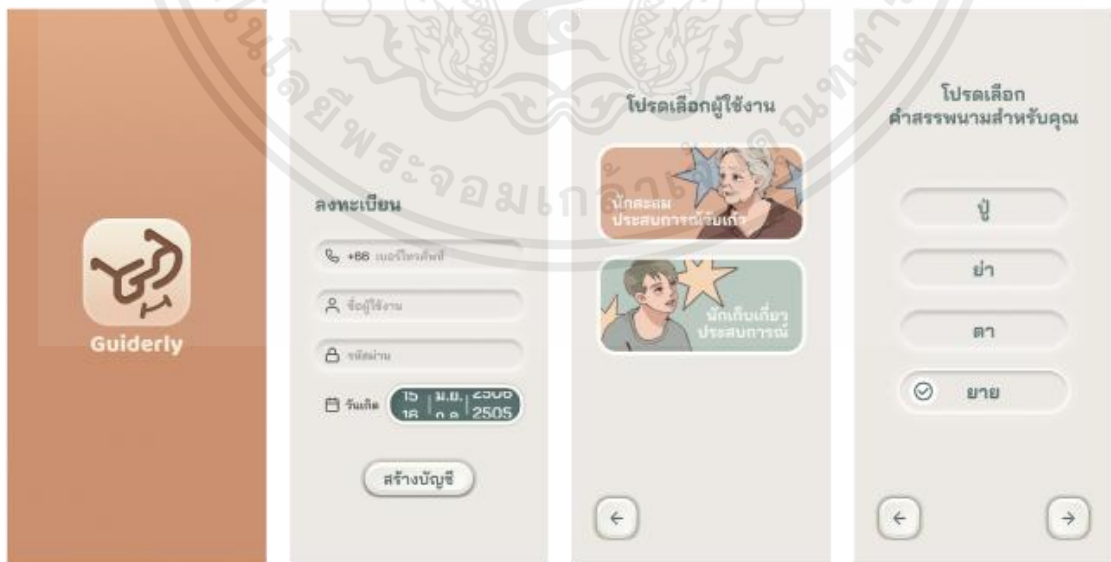 Guiderly
ลงทะเบียน
+66 เบอร์โทรศัพท์
ชื่อผู้ใช้งาน
รหัสผ่าน
วันเกิด
15 ม.ย. 2506
16 2505
สร้างบัญชี
โปรดเลือกผู้ใช้งาน
นักสะสม
ประสบการณ์วัยเก๋า
นักเก็บเกี่ยว
ประสบการณ์
โปรดเลือก
คำสรรพนามสำหรับคุณ
ปู่
ย่า
ตา
ยาย